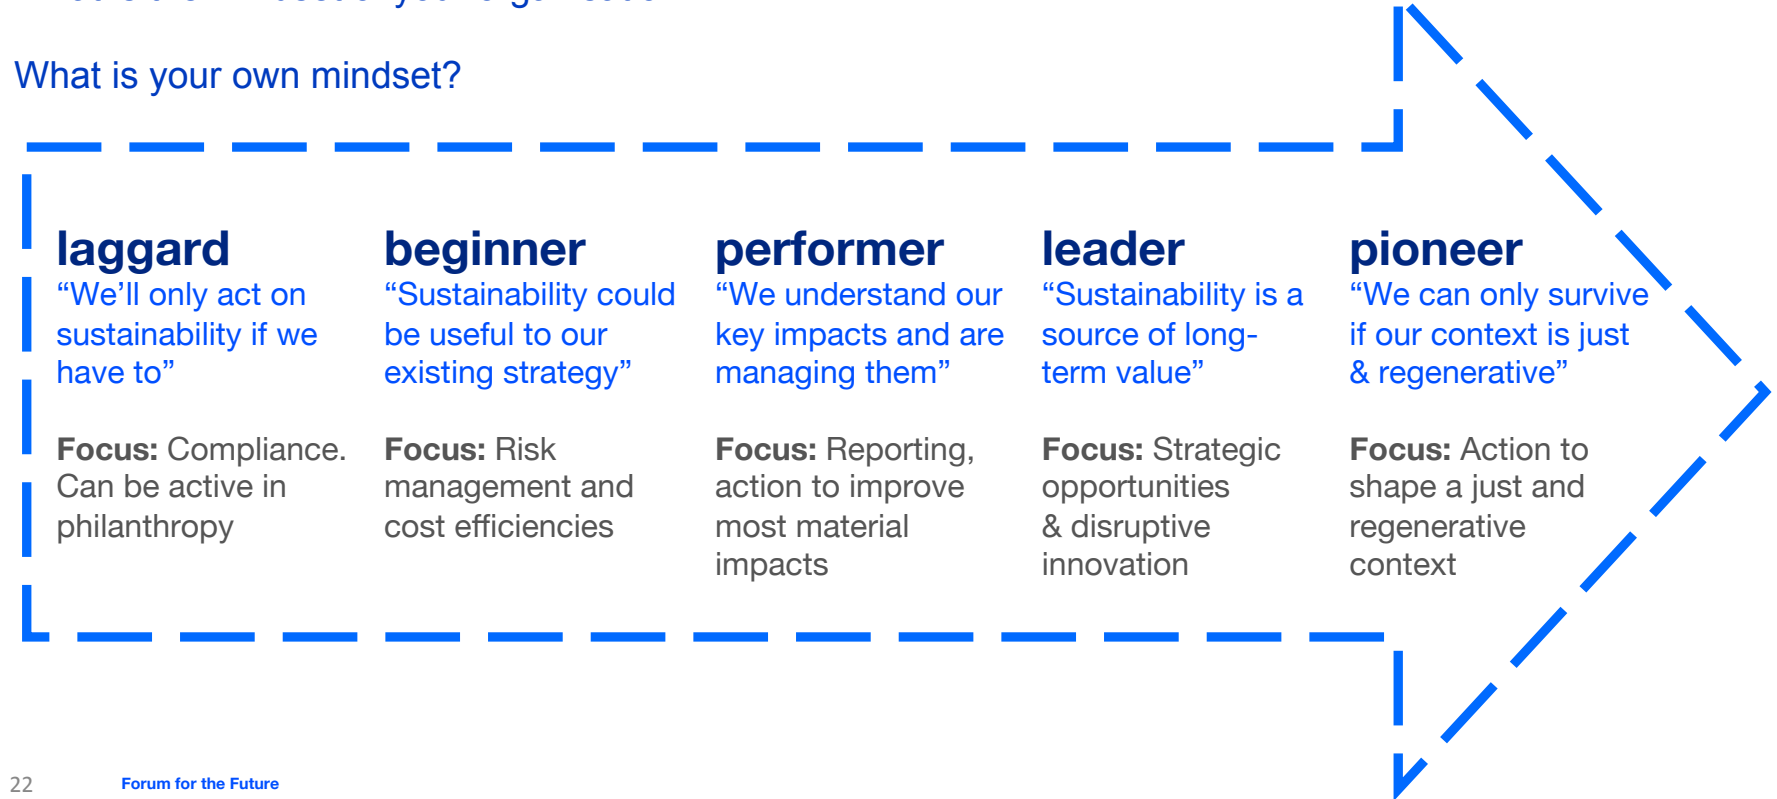 What is your own mindset?
laggard
“We’ll only act on
sustainability if we
have to”
Focus: Compliance.
Can be active in
philanthropy
beginner
“Sustainability could
be useful to our
existing strategy”
Focus: Risk
management and
cost efficiencies
performer
“We understand our
key impacts and are
managing them”
Focus: Reporting,
action to improve
most material
impacts
leader
“Sustainability is a
source of long-
term value”
Focus: Strategic
opportunities
& disruptive
innovation
pioneer
“We can only survive
if our context is just
& regenerative”
Focus: Action to
shape a just and
regenerative
context
22
Forum for the Future